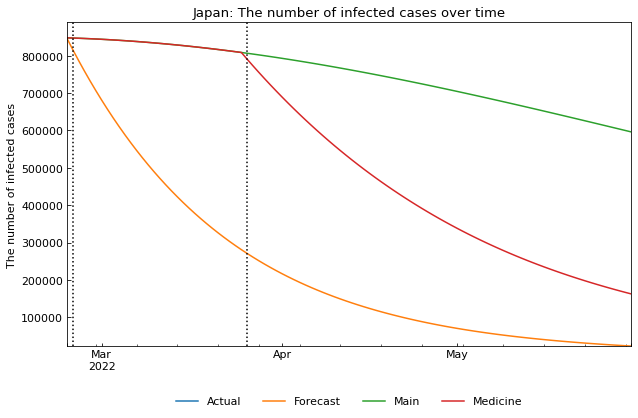 Japan: The number of infected cases over time
The number of infected cases
800000
700000
600000
500000
400000
300000
200000
100000
Mar
2022
Apr
May
Actual
Forecast
Main
Medicine